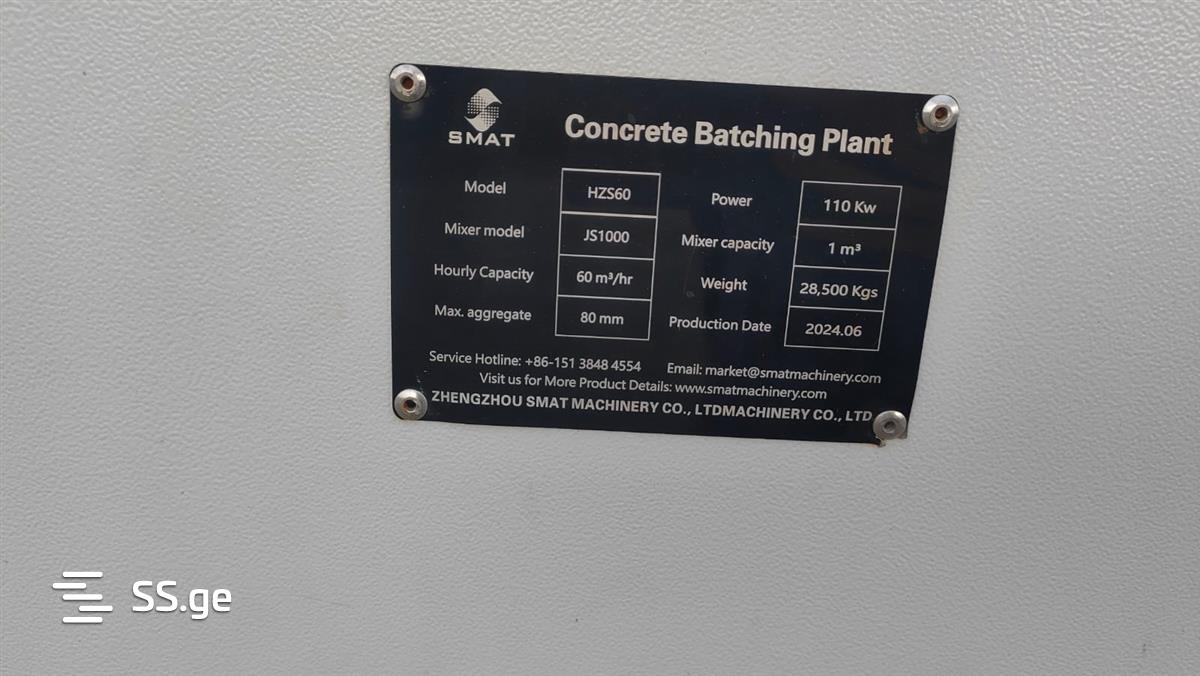 SMAT
Concrete Batching Plant
Model HZS60 Power 110 Kw
Mixer model JS1000 Mixer capacity 1 m³
Hourly Capacity 60 m³/hr Weight 28,500 Kgs
Max. aggregate 80 mm Production Date 2024.06
Service Hotline: +86-151 3848 4554 Email: market@smatmachinery.com
Visit us for More Product Details: www.smatmachinery.com
ZHENGZHOU SMAT MACHINERY CO., LTDMACHINERY CO., LTD
SS.ge